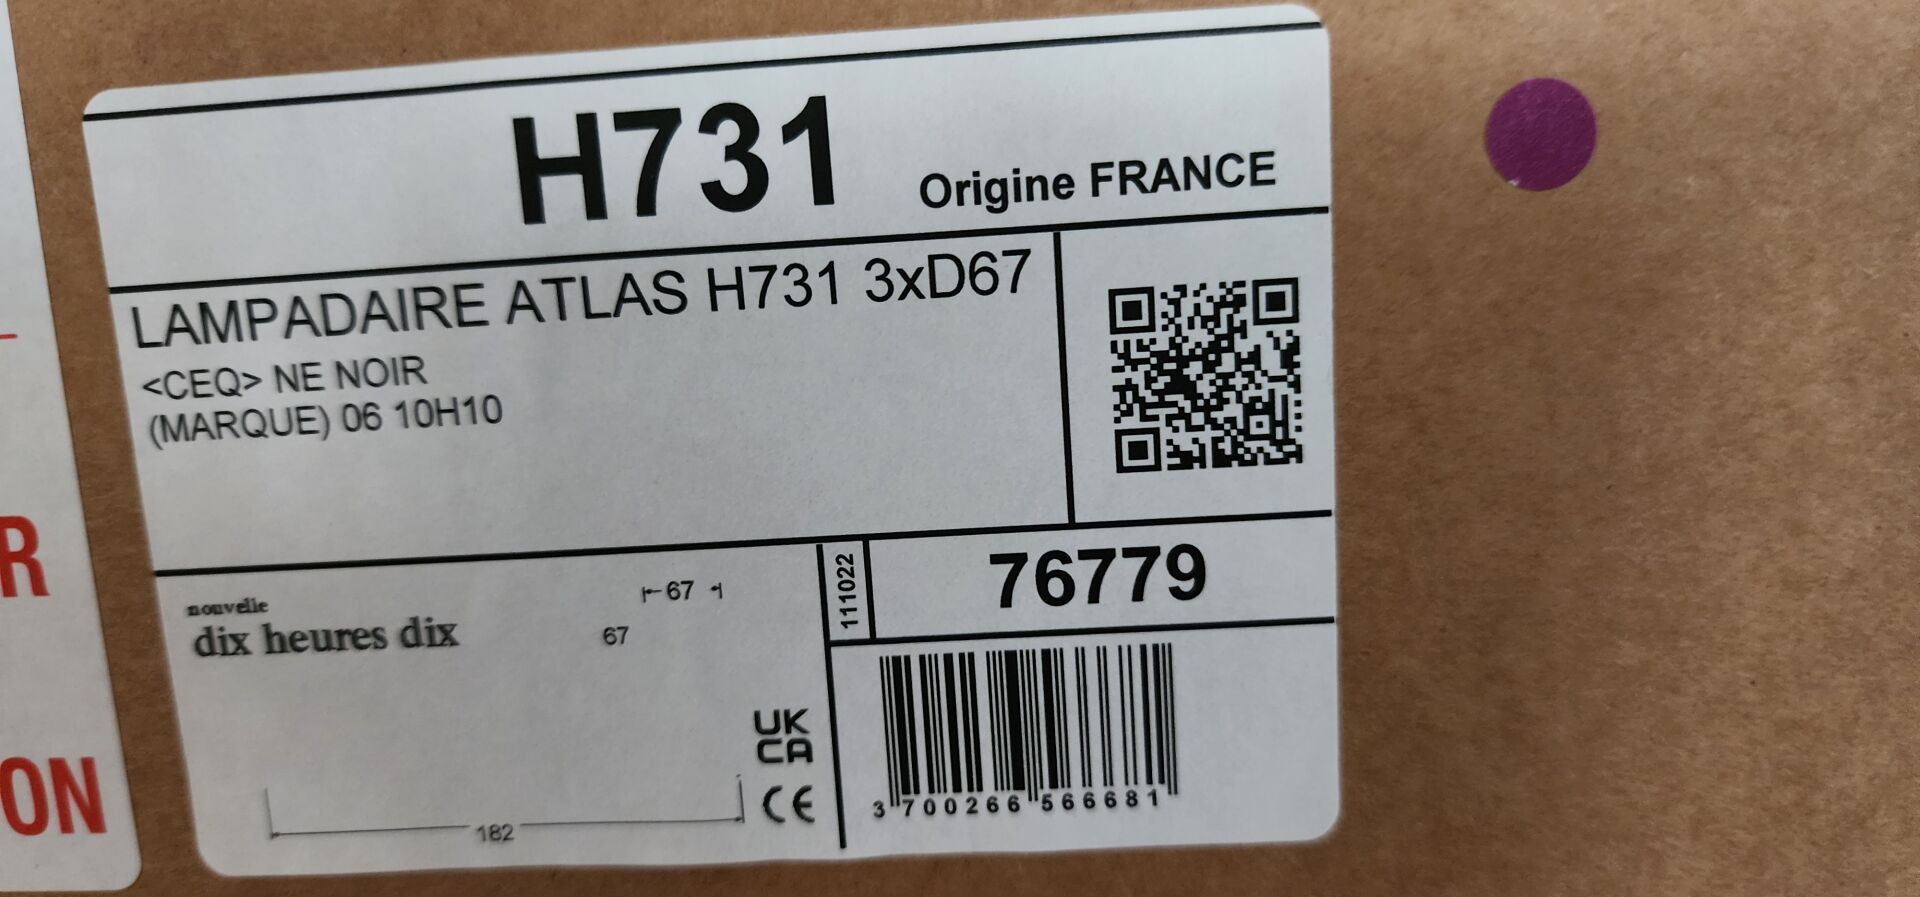 H731
Origine FRANCE
LAMPADAIRE ATLAS H731 3xD67
<CEQ> NE NOIR
(MARQUE) 06 10H10
nouvelle
dix heures dix
67
67
182
UK
CA
CE
111022
76779
3 700266 566681
R
ON